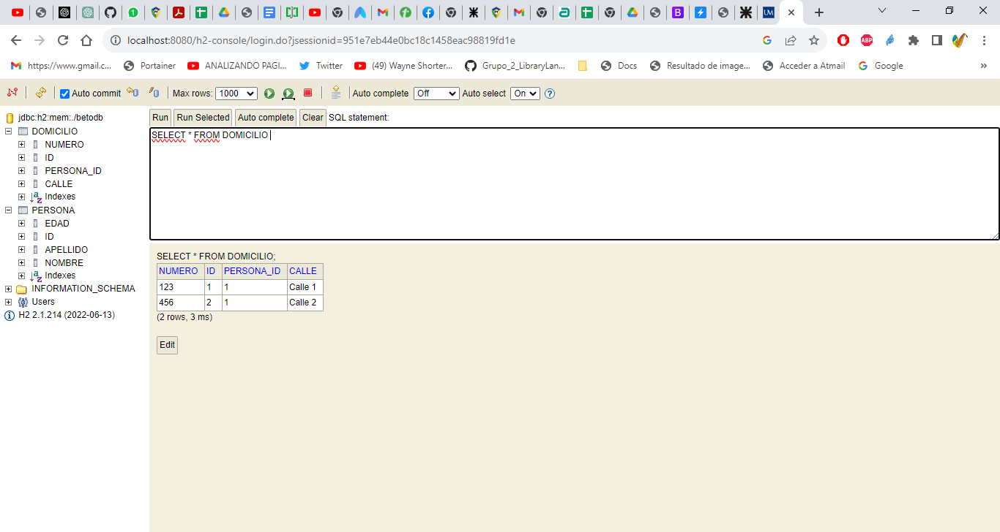 localhost:8080/h2-console/login.do?jsessionid=951e7eb44e0bc18c1458eac98819fd1e
https://www.gmail.c... Portainer ANALIZANDO PAGI... Twitter (49) Wayne Shorter... Grupo_2_LibraryLan... Docs Resultado de image... Acceder a Atmail Google »
Auto commit Max rows: 1000 Auto complete Off Auto select On
jdbc:h2:mem:./betodb
DOMICILIO
NUMERO
ID
PERSONA_ID
CALLE
Indexes
PERSONA
EDAD
ID
APELLIDO
NOMBRE
Indexes
INFORMATION_SCHEMA
Users
H2 2.1.214 (2022-06-13)
Run Run Selected Auto complete Clear SQL statement:
SELECT * FROM DOMICILIO
SELECT * FROM DOMICILIO;
NUMERO ID PERSONA_ID CALLE
123 1 1 Calle 1
456 2 1 Calle 2
(2 rows, 3 ms)
Edit